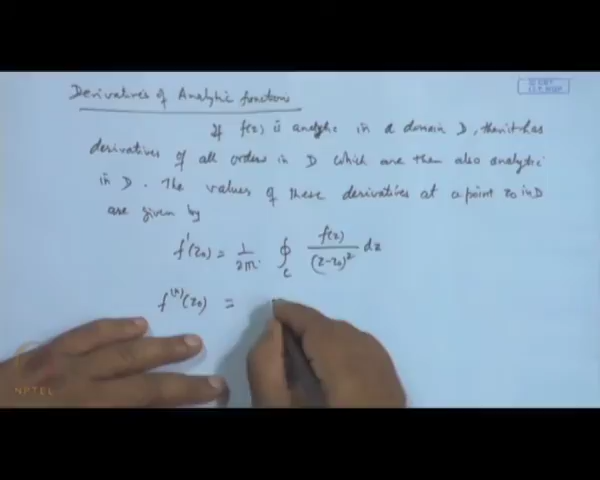 Derivatives of Analytic functions
If f(z) is analytic in a domain D, then it has
derivatives of all orders in D which are then also analytic
in D. The values of these derivatives at a point z0 in D
are given by
f'(z0) = 1/2πi ∮C f(z)/(z-z0)² dz
f^(n)(z0) =
NPTEL